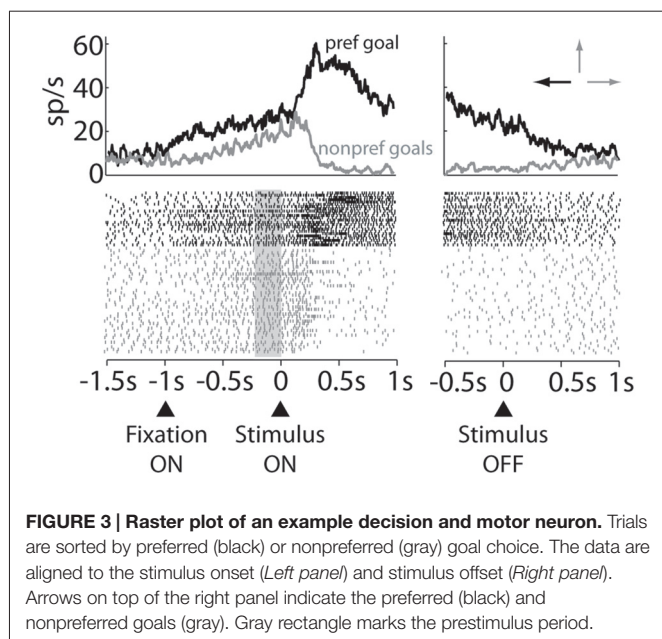 60
40
20
0
sp/s
pref goal
nonpref goals
-1.5s -1s -0.5s 0 0.5s 1s
-0.5s 0 0.5s 1s
Fixation
ON
Stimulus
ON
Stimulus
OFF
FIGURE 3 | Raster plot of an example decision and motor neuron. Trials
are sorted by preferred (black) or nonpreferred (gray) goal choice. The data are
aligned to the stimulus onset (Left panel) and stimulus offset (Right panel).
Arrows on top of the right panel indicate the preferred (black) and
nonpreferred goals (gray). Gray rectangle marks the prestimulus period.